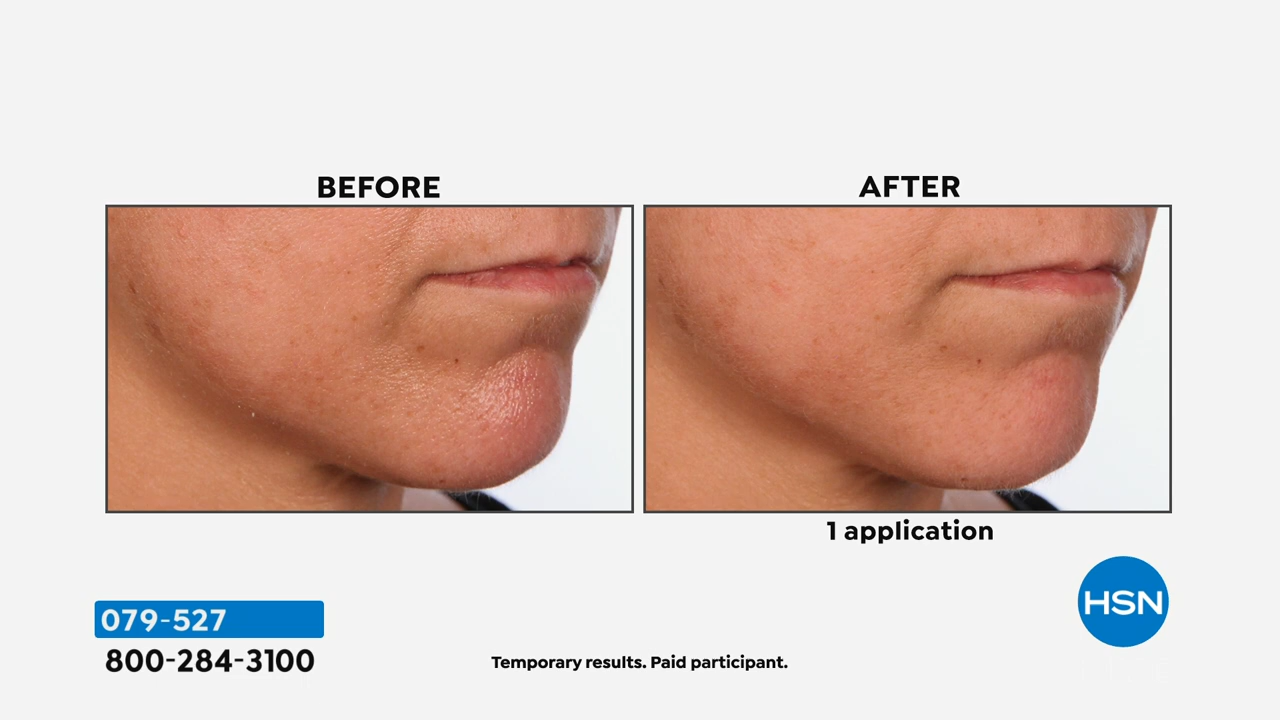 BEFORE
AFTER
1 application
079-527
800-284-3100
Temporary results. Paid participant.
HSN